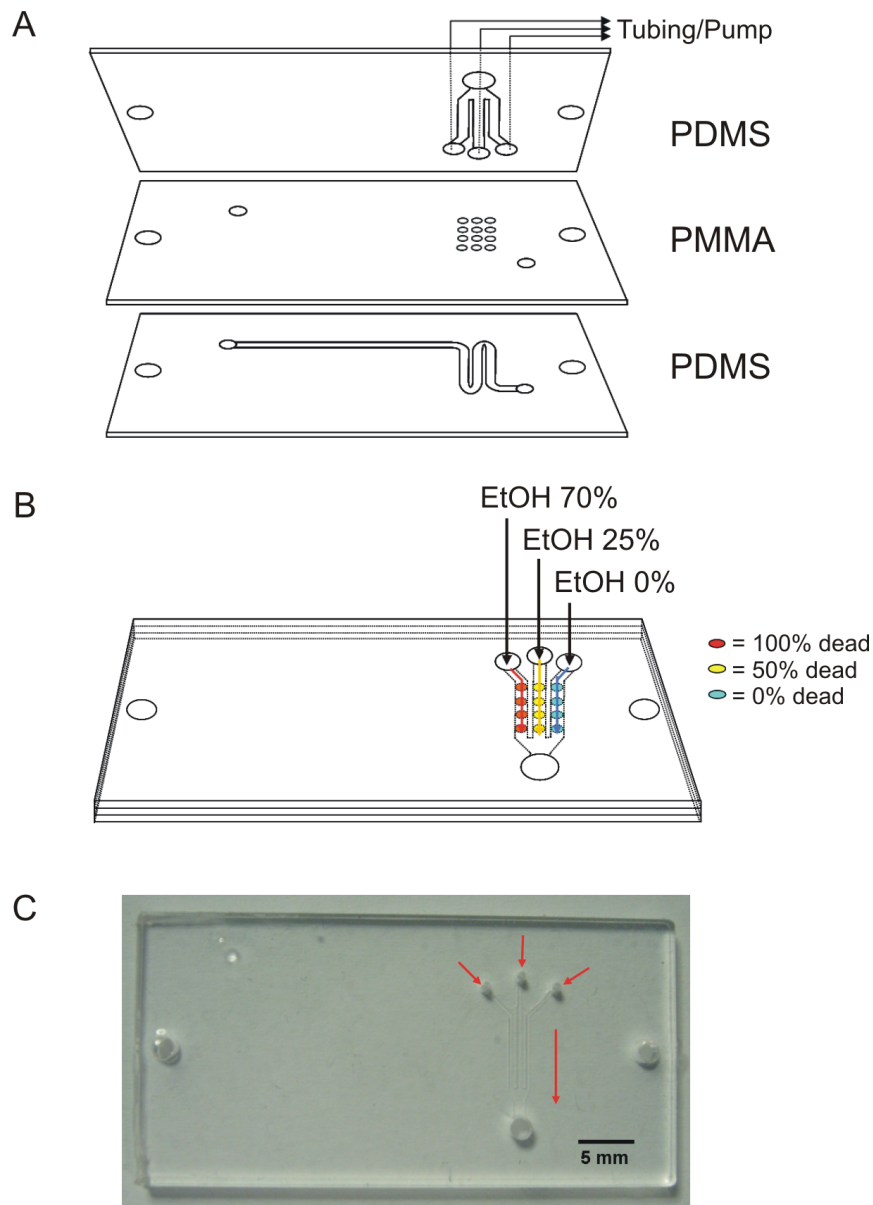 A
Tubing/Pump
PDMS
PMMA
PDMS
B
EtOH 70%
EtOH 25%
EtOH 0%
= 100% dead
= 50% dead
= 0% dead
C
5 mm